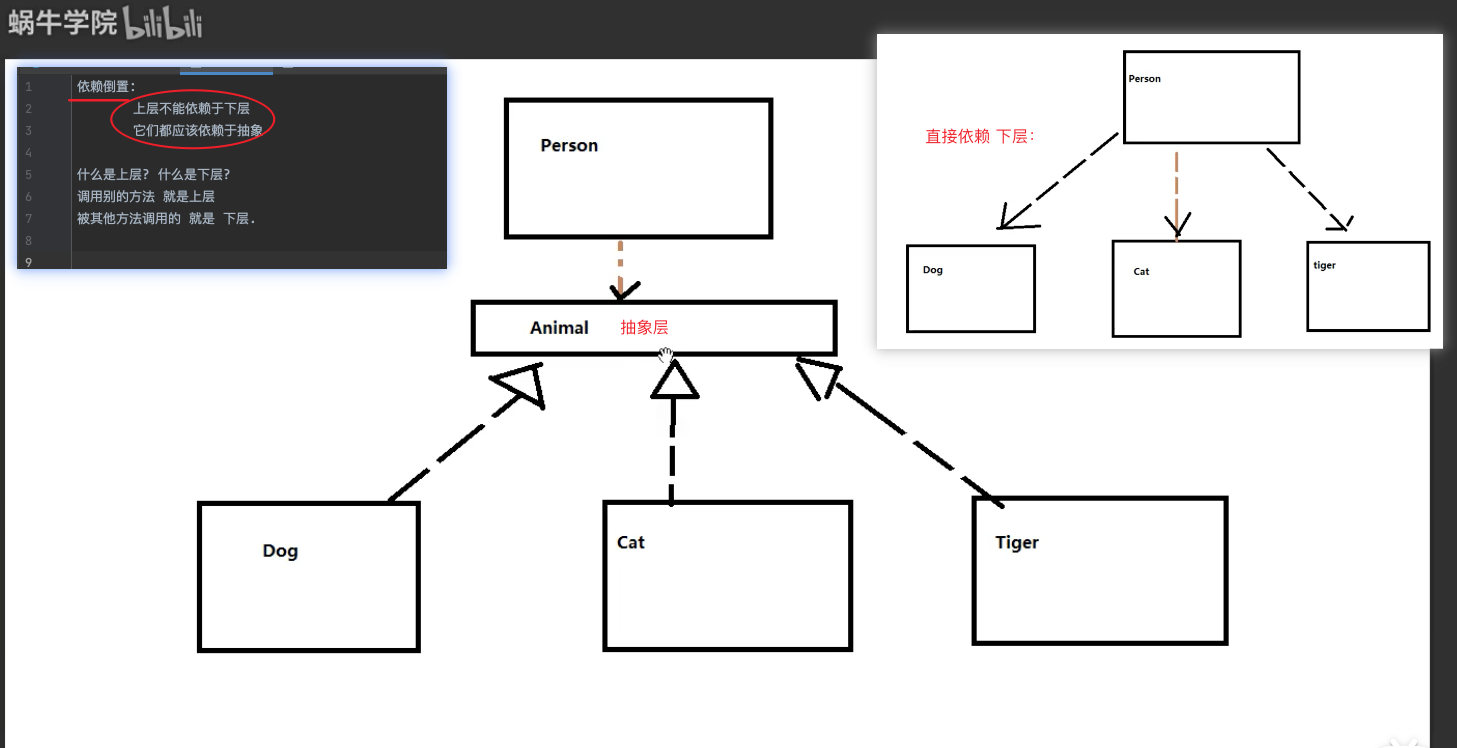 蜗牛学院 bilibili
1 依赖倒置:
2 上层不能依赖于下层
3 它们都应该依赖于抽象
4
5 什么是上层? 什么是下层?
6 调用别的方法 就是上层
7 被其他方法调用的 就是 下层.
8
9
Person
Animal 抽象层
Dog
Cat
Tiger
Person
直接依赖 下层:
Dog
Cat
tiger